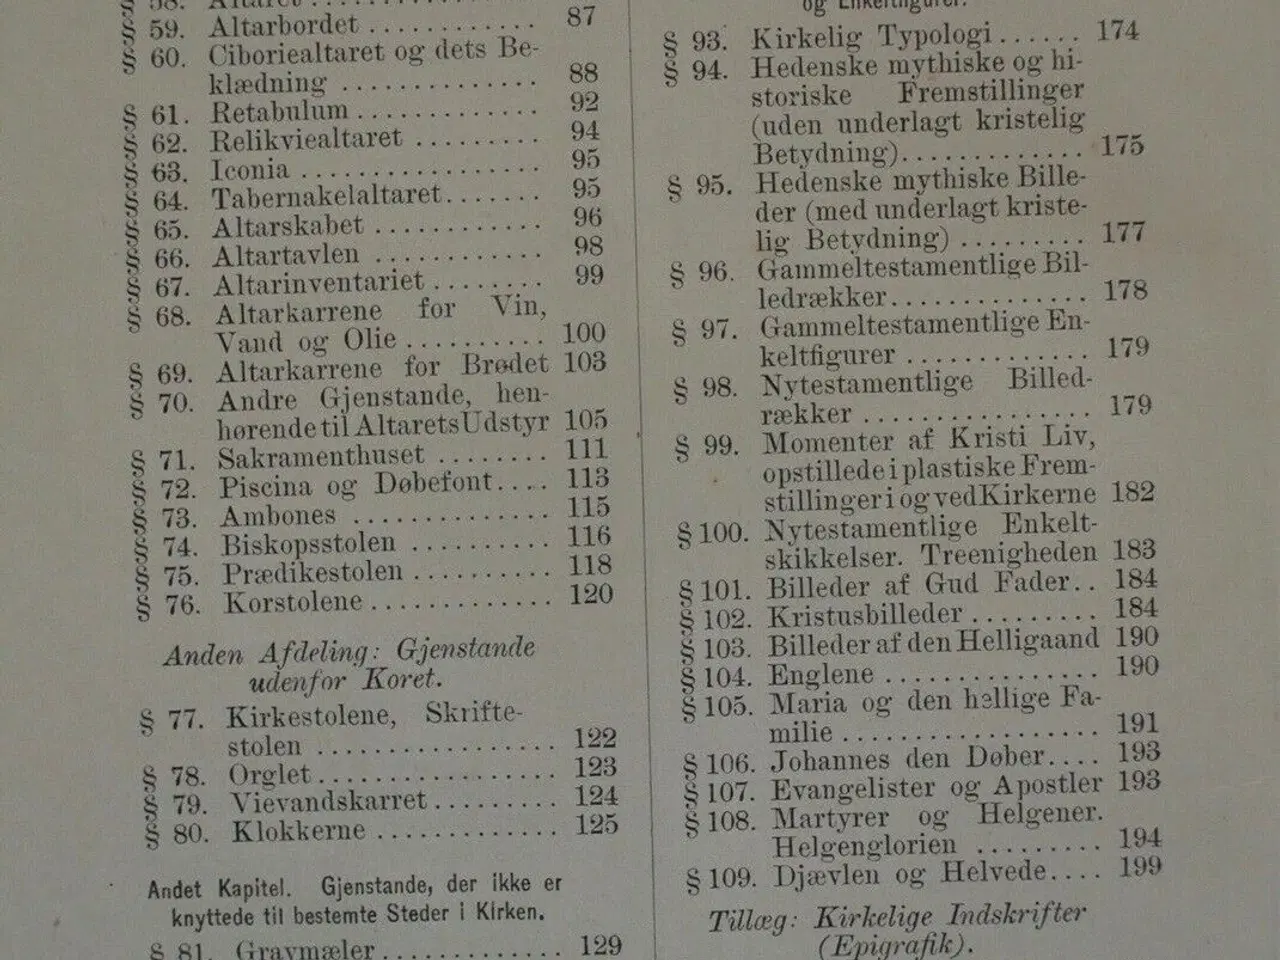 § 58. Altaret
§ 59. Altarbordet . . . . . . . . . . . 87
§ 60. Ciboriealtaret og dets Be-
klædning . . . . . . . . . . . . . . 88
§ 61. Retabulum . . . . . . . . . . . . . 92
§ 62. Relikviealtaret . . . . . . . . . 94
§ 63. Iconia . . . . . . . . . . . . . . . . . 95
§ 64. Tabernakelaltaret. . . . . . . 95
§ 65. Altarskabet . . . . . . . . . . . . 96
§ 66. Altartavlen . . . . . . . . . . . . 98
§ 67. Altarinventariet . . . . . . . . 99
§ 68. Altarkarrene for Vin,
Vand og Olie . . . . . . . . . . 100
§ 69. Altarkarrene for Brødet 103
§ 70. Andre Gjenstande, hen-
hørende til Altarets Udstyr 105
§ 71. Sakramenthuset . . . . . . . . 111
§ 72. Piscina og Døbefont. . . . 113
§ 73. Ambones . . . . . . . . . . . . . . 115
§ 74. Biskopsstolen . . . . . . . . . . 116
§ 75. Prædikestolen . . . . . . . . . . 118
§ 76. Korstolene . . . . . . . . . . . . . 120
Anden Afdeling: Gjenstande
udenfor Koret.
§ 77. Kirkestolene, Skrifte-
stolen . . . . . . . . . . . . . . . . . 122
§ 78. Orglet . . . . . . . . . . . . . . . . . 123
§ 79. Vievandskarret . . . . . . . . . 124
§ 80. Klokkerne . . . . . . . . . . . . . 125
Andet Kapitel. Gjenstande, der ikke er
knyttede til bestemte Steder i Kirken.
§ 81. Gravmæler . . . . . . . . . . . . . 129
og Enkeltfigurer.
§ 93. Kirkelig Typologi . . . . . . 174
§ 94. Hedenske mythiske og hi-
storiske Fremstillinger
(uden underlagt kristelig
Betydning). . . . . . . . . . . . . 175
§ 95. Hedenske mythiske Bille-
der (med underlagt kriste-
lig Betydning) . . . . . . . . . 177
§ 96. Gammeltestamentlige Bil-
ledrækker. . . . . . . . . . . . . . 178
§ 97. Gammeltestamentlige En-
keltfigurer . . . . . . . . . . . . . 179
§ 98. Nytestamentlige Billed-
rækker . . . . . . . . . . . . . . . . 179
§ 99. Momenter af Kristi Liv,
opstillede i plastiske Frem-
stillinger i og ved Kirkerne 182
§ 100. Nytestamentlige Enkelt-
skikkelser. Treenigheden 183
§ 101. Billeder af Gud Fader. . 184
§ 102. Kristusbilleder . . . . . . . . . 184
§ 103. Billeder af den Helligaand 190
§ 104. Englene . . . . . . . . . . . . . . . 190
§ 105. Maria og den hellige Fa-
milie . . . . . . . . . . . . . . . . . . 191
§ 106. Johannes den Døber. . . . 193
§ 107. Evangelister og Apostler 193
§ 108. Martyrer og Helgener.
Helgenglorien . . . . . . . . . 194
§ 109. Djævlen og Helvede. . . . 199
Tillæg: Kirkelige Indskrifter
(Epigrafik).